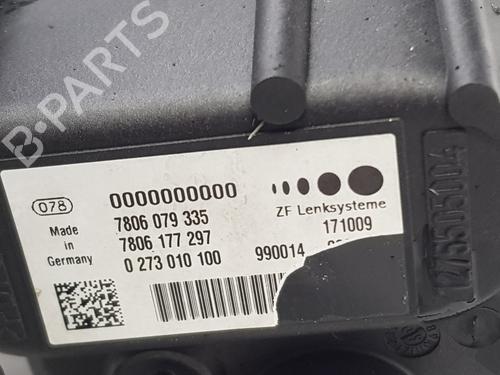 B-PARTS
078
0000000000
ZF Lenksysteme
Made
in
Germany
7806 079 335
7806 177 297
0 273 010 100
171009
990014
1275505104